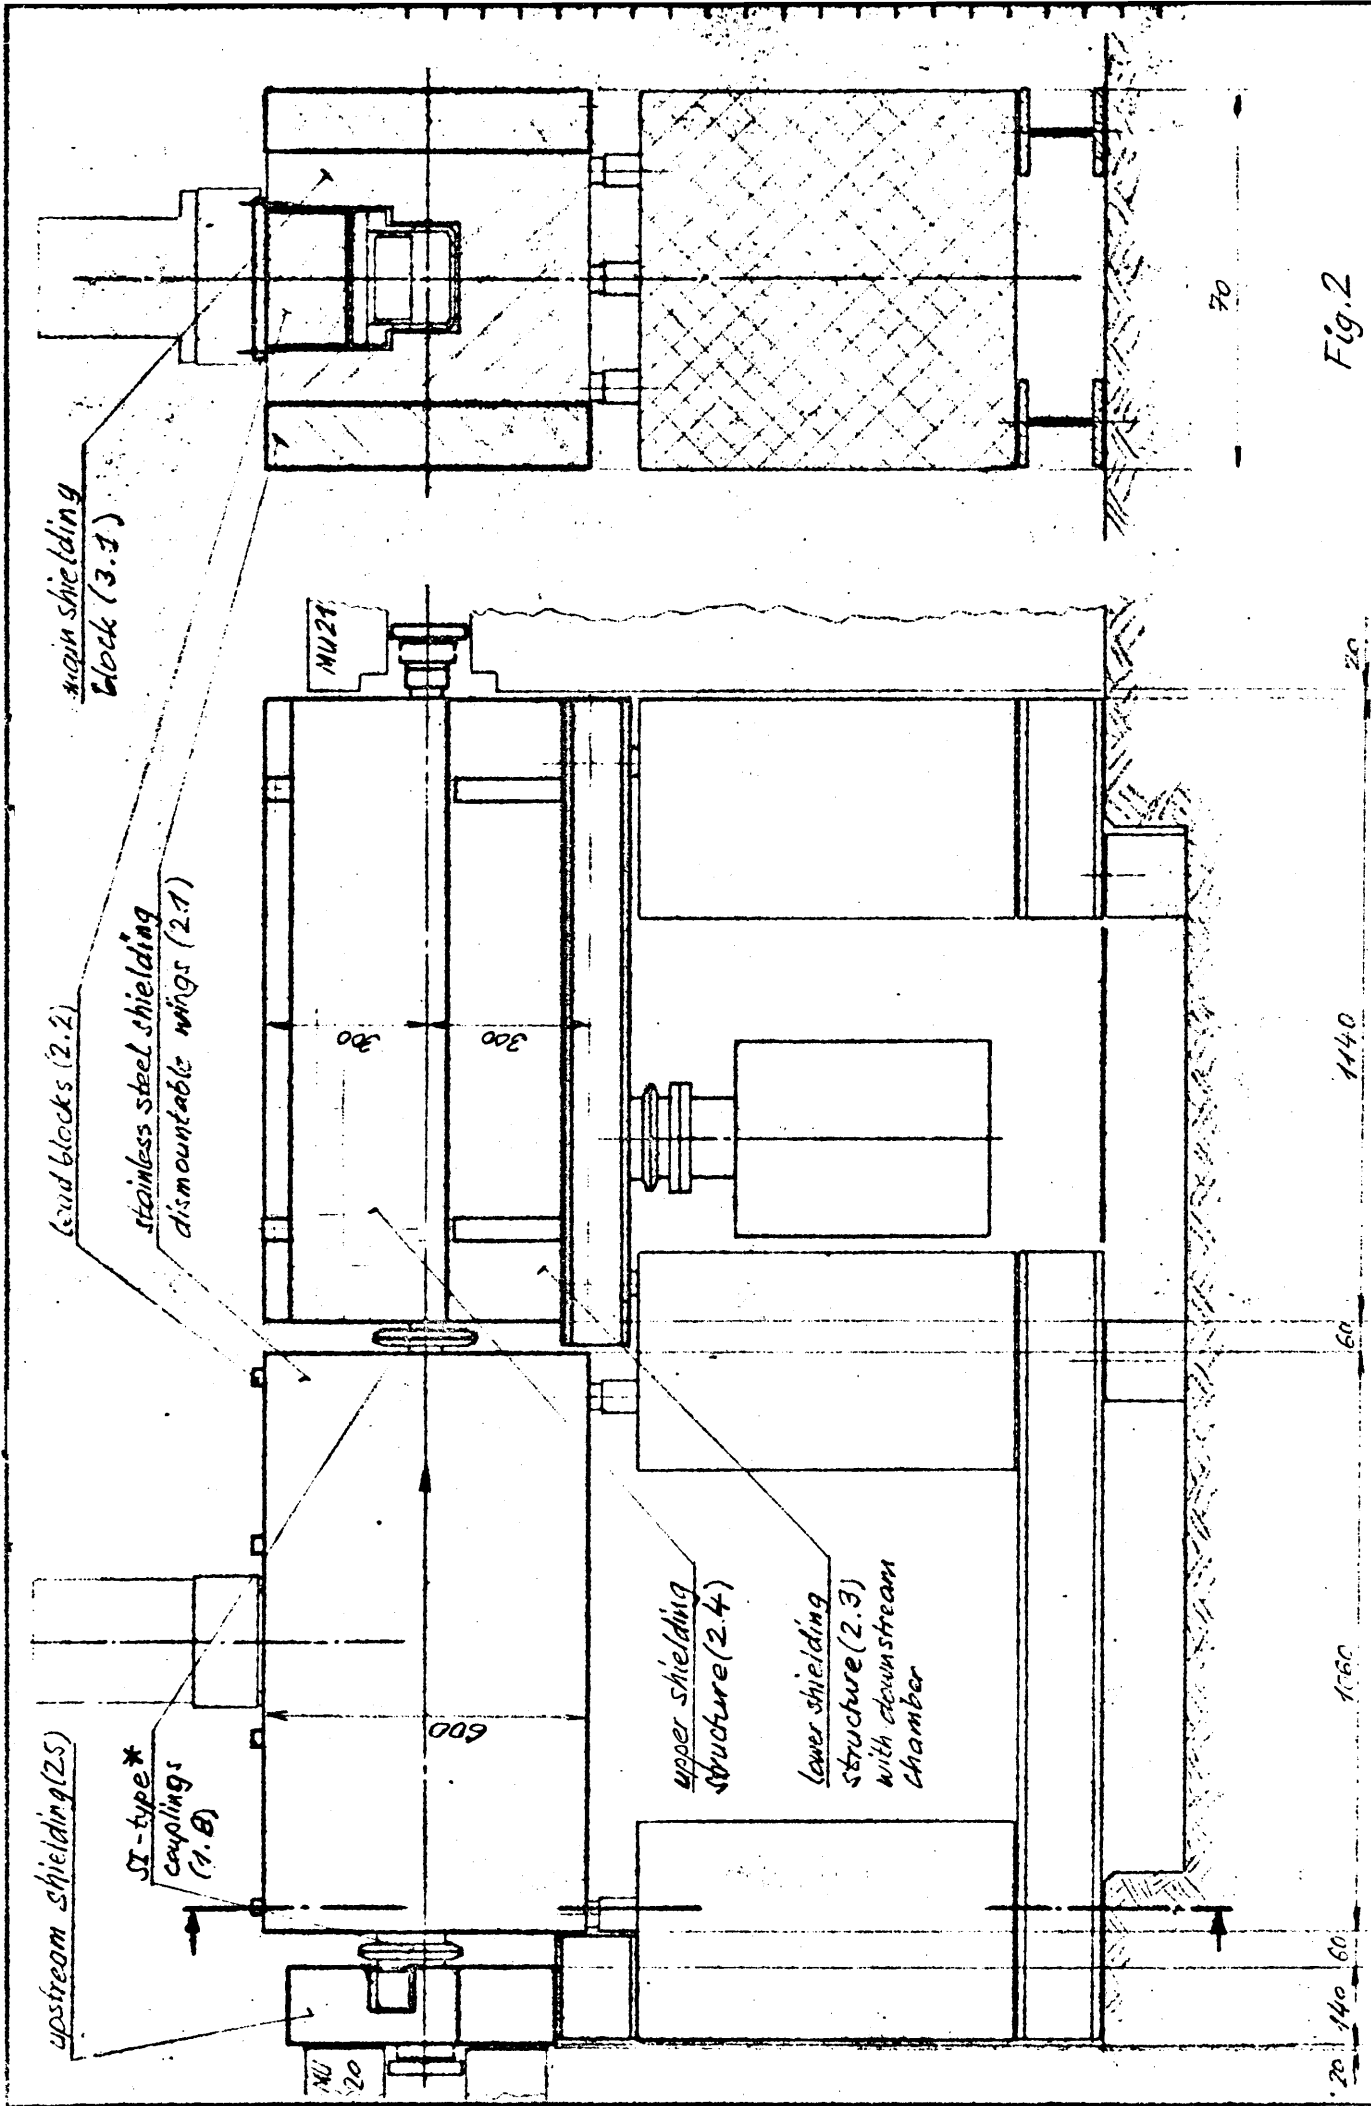 main shielding
block (3.1)
lead blocks (2.2)
stainless steel shielding
dismountable wings (2.1)
upstream shielding (2.5)
SI-type*
couplings
(1.8)
MU
20
MU21
600
300
300
upper shielding
structure (2.4)
lower shielding
structure (2.3)
with downstream
chamber
20 140 60 1060 60 1140 20
70
Fig. 2